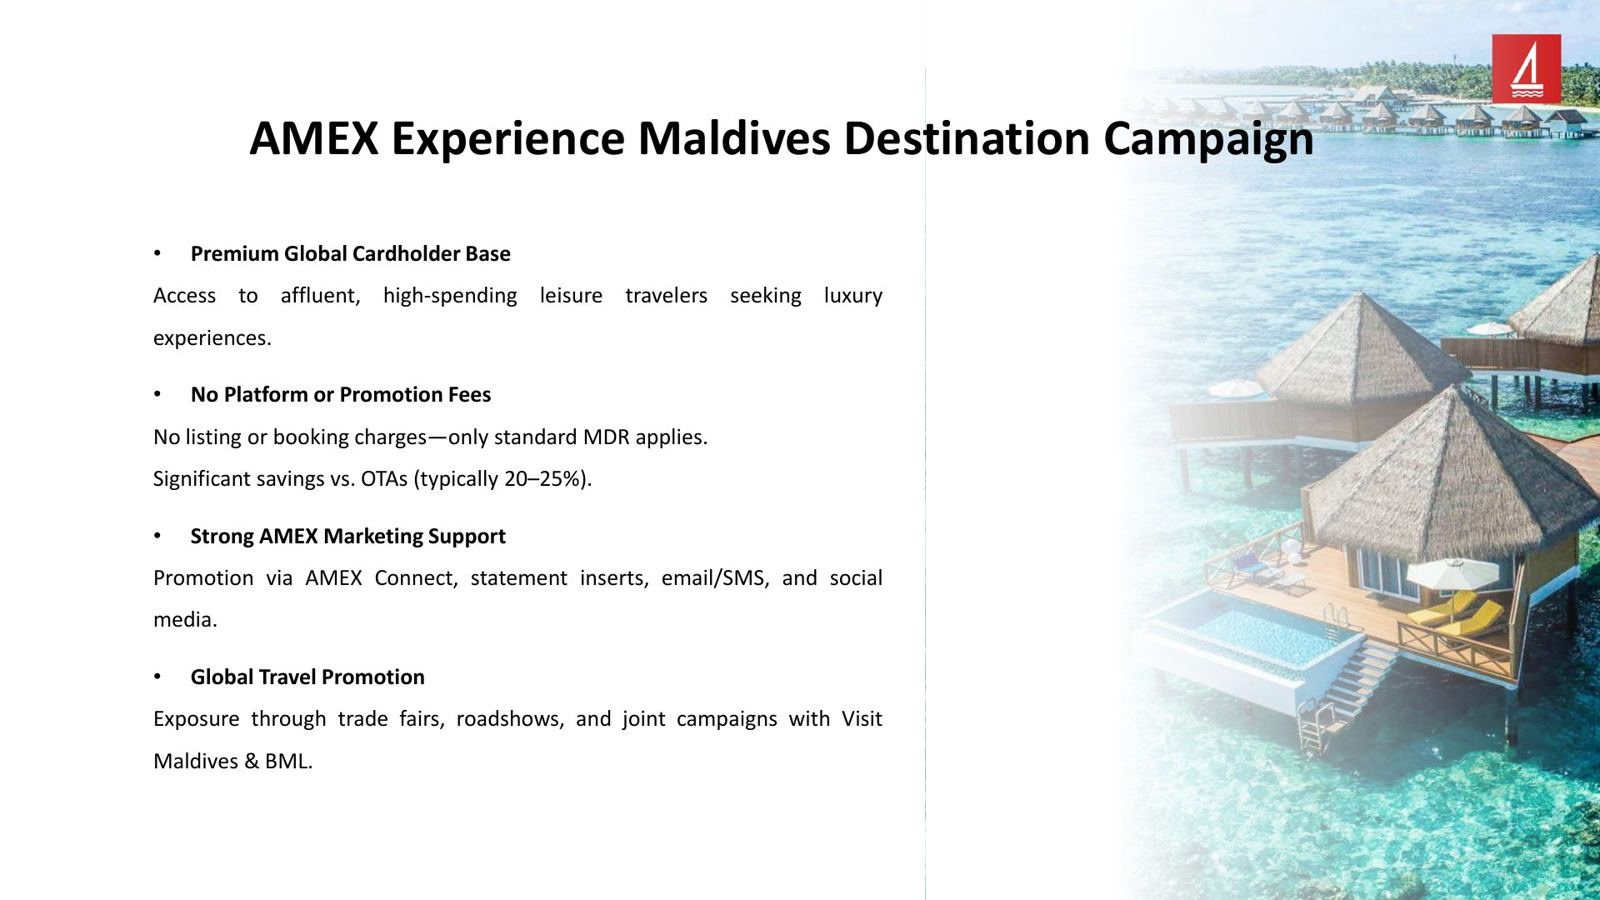 AMEX Experience Maldives Destination Campaign
• Premium Global Cardholder Base
Access to affluent, high-spending leisure travelers seeking luxury
experiences.
• No Platform or Promotion Fees
No listing or booking charges—only standard MDR applies.
Significant savings vs. OTAs (typically 20–25%).
• Strong AMEX Marketing Support
Promotion via AMEX Connect, statement inserts, email/SMS, and social
media.
• Global Travel Promotion
Exposure through trade fairs, roadshows, and joint campaigns with Visit
Maldives & BML.